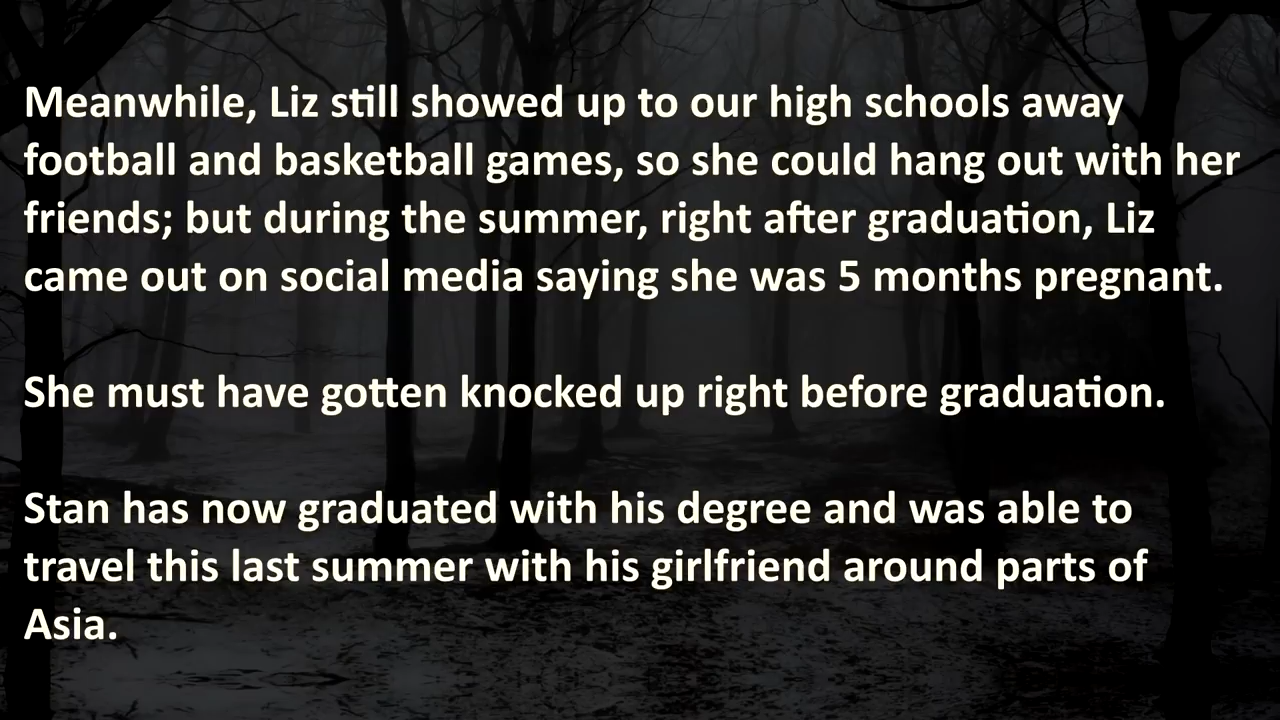 Meanwhile, Liz still showed up to our high schools away
football and basketball games, so she could hang out with her
friends; but during the summer, right after graduation, Liz
came out on social media saying she was 5 months pregnant.
She must have gotten knocked up right before graduation.
Stan has now graduated with his degree and was able to
travel this last summer with his girlfriend around parts of
Asia.